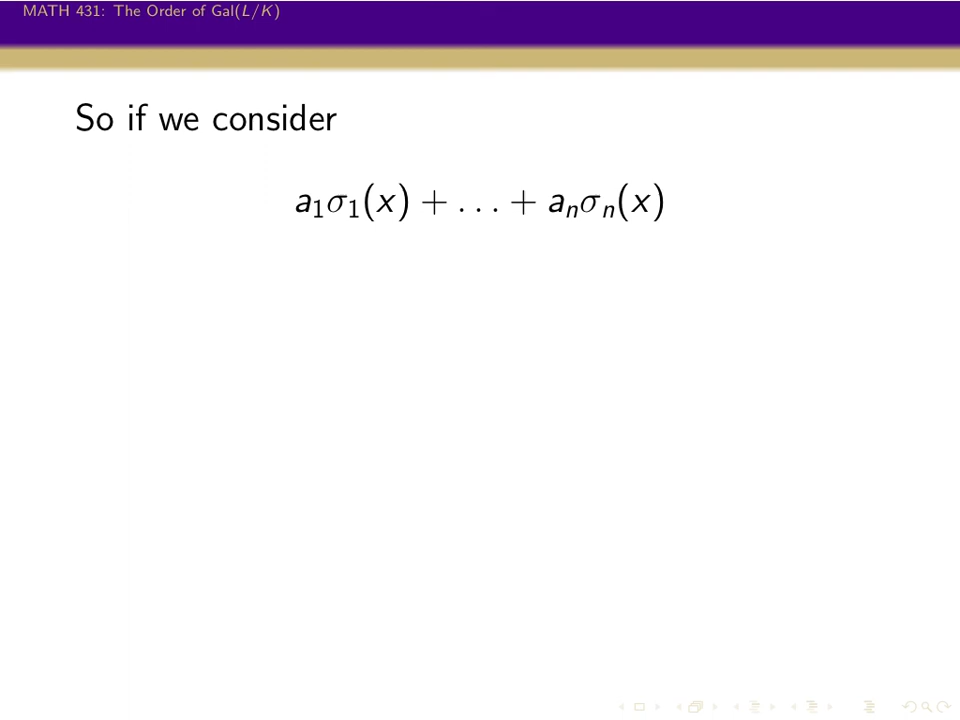 MATH 431: The Order of Gal(L/K)
So if we consider
a₁σ₁(x) + . . . + aₙσₙ(x)